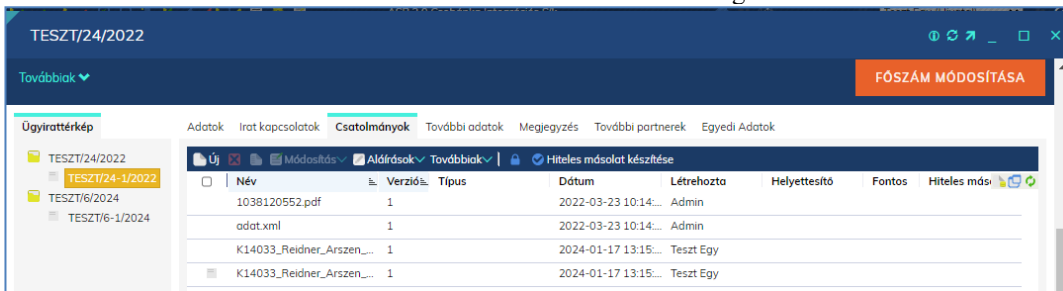 TESZT/24/2022
Továbbiak
FŐSZÁM MÓDOSÍTÁSA
Ügyirattérkép
Adatok Irat kapcsolatok Csatolmányok További adatok Megjegyzés További partnerek Egyedi Adatok
TESZT/24/2022
TESZT/24-1/2022
TESZT/6/2024
TESZT/6-1/2024
Új Módosítás Aláírások Továbbiak Hiteles másolat készítése
Név Verzió Típus Dátum Létrehozta Helyettesítő Fontos Hiteles máso
1038120552.pdf 1 2022-03-23 10:14:... Admin
adat.xml 1 2022-03-23 10:14:... Admin
K14033_Reidner_Arszen_... 1 2024-01-17 13:15:... Teszt Egy
K14033_Reidner_Arszen_... 1 2024-01-17 13:15:... Teszt Egy